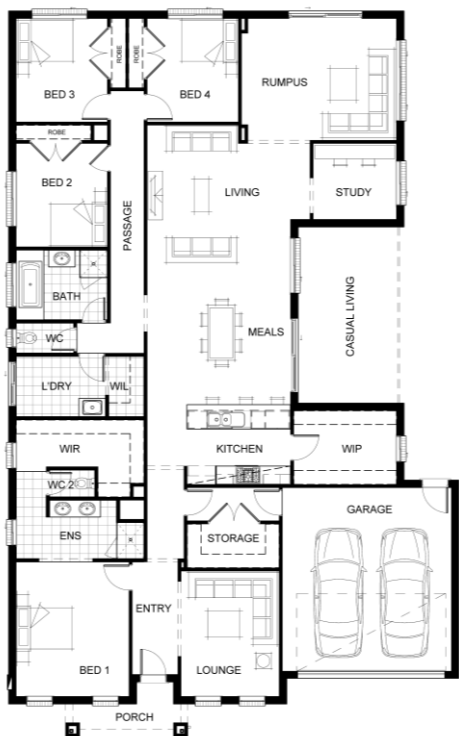 ROBE
ROBE
BED 3
BED 4
RUMPUS
ROBE
BED 2
PASSAGE
LIVING
STUDY
BATH
CASUAL LIVING
WC
MEALS
L'DRY
WIL
WIR
KITCHEN
WIP
WC 2
ENS
STORAGE
GARAGE
ENTRY
BED 1
LOUNGE
PORCH